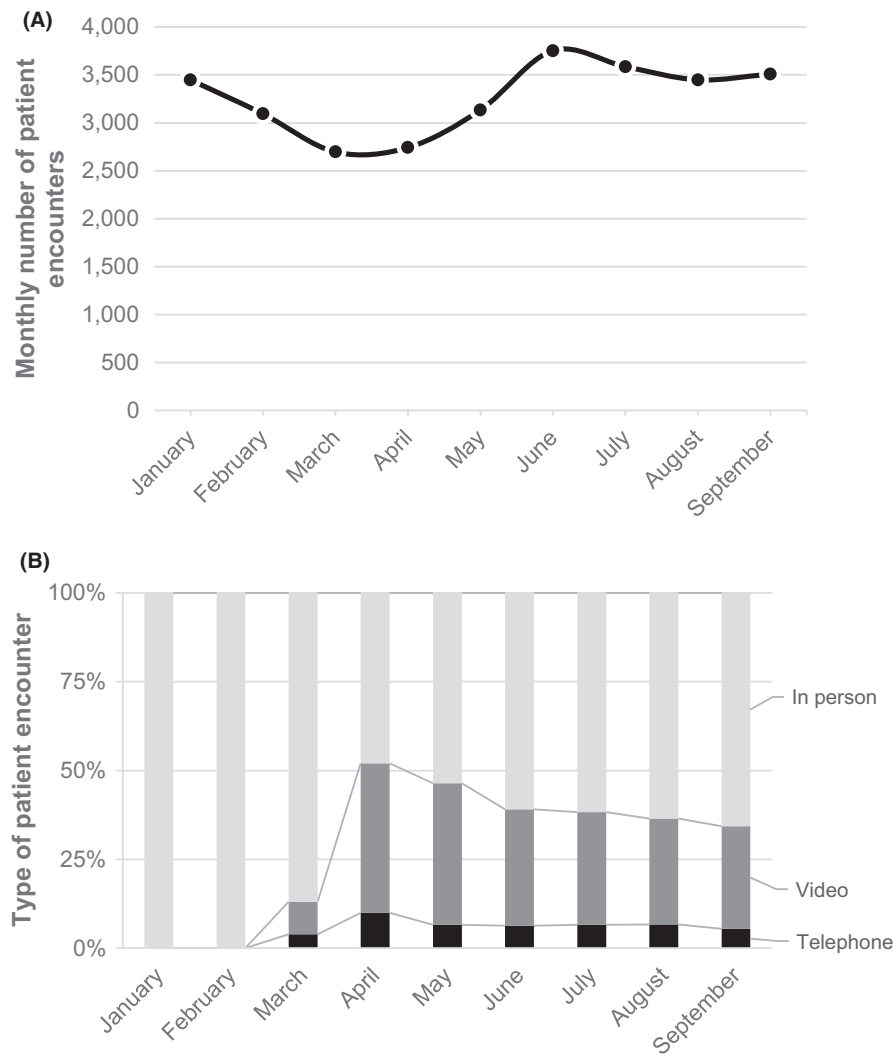 (A)
Monthly number of patient
encounters
4,000
3,500
3,000
2,500
2,000
1,500
1,000
500
0
January
February
March
April
May
June
July
August
September
(B)
Type of patient encounter
100%
75%
50%
25%
0%
In person
Video
Telephone
January
February
March
April
May
June
July
August
September